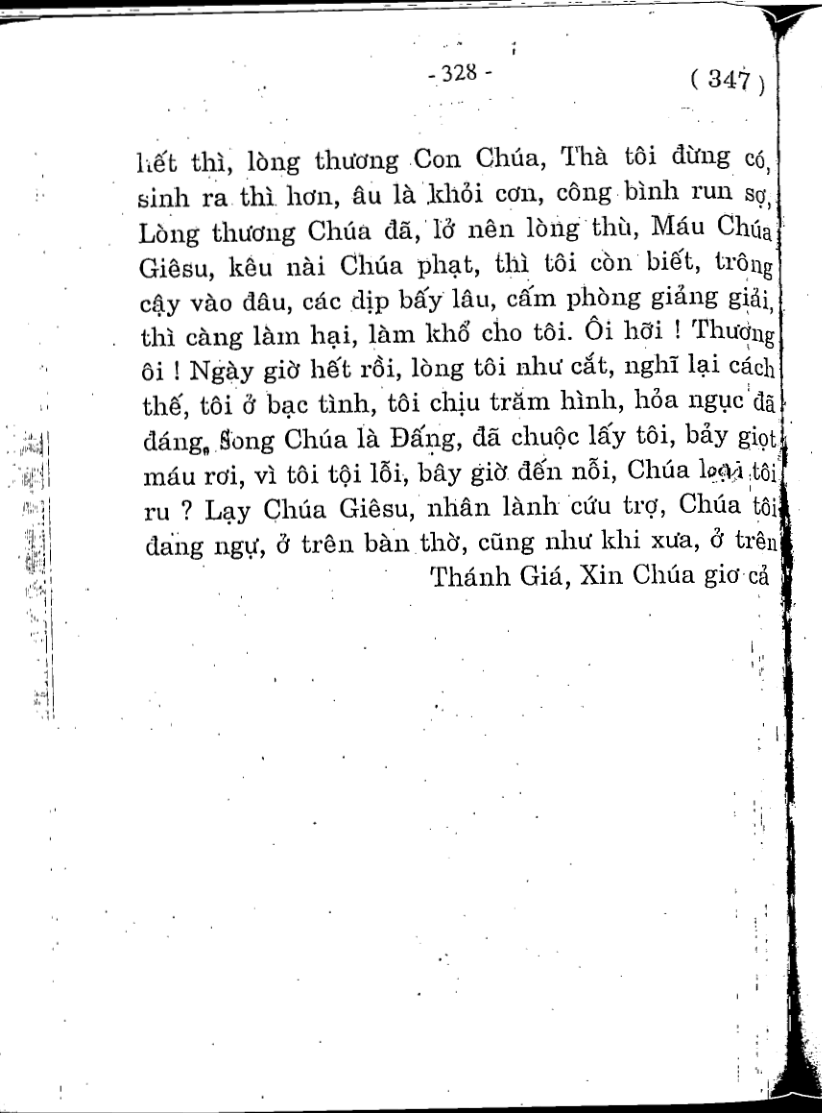 - 328 -
( 347 )
hết thì, lòng thương Con Chúa, Thà tôi đừng có,
sinh ra thì hơn, âu là khỏi cơn, công bình run sợ,
Lòng thương Chúa đã, lở nên lòng thù, Máu Chúa
Giêsu, kêu nài Chúa phạt, thì tôi còn biết, trông
cậy vào đâu, các dịp bấy lâu, cấm phòng giảng giải,
thì càng làm hại, làm khổ cho tôi. Ôi hỡi ! Thương
ôi ! Ngày giờ hết rồi, lòng tôi như cắt, nghĩ lại cách
thế, tôi ở bạc tình, tôi chịu trăm hình, hỏa ngục đã
đáng, Song Chúa là Đấng, đã chuộc lấy tôi, bảy giọt
máu rơi, vì tôi tội lỗi, bây giờ đến nỗi, Chúa loại tôi
ru ? Lạy Chúa Giêsu, nhân lành cứu trợ, Chúa tôi
đang ngự, ở trên bàn thờ, cũng như khi xưa, ở trên
Thánh Giá, Xin Chúa giơ cả